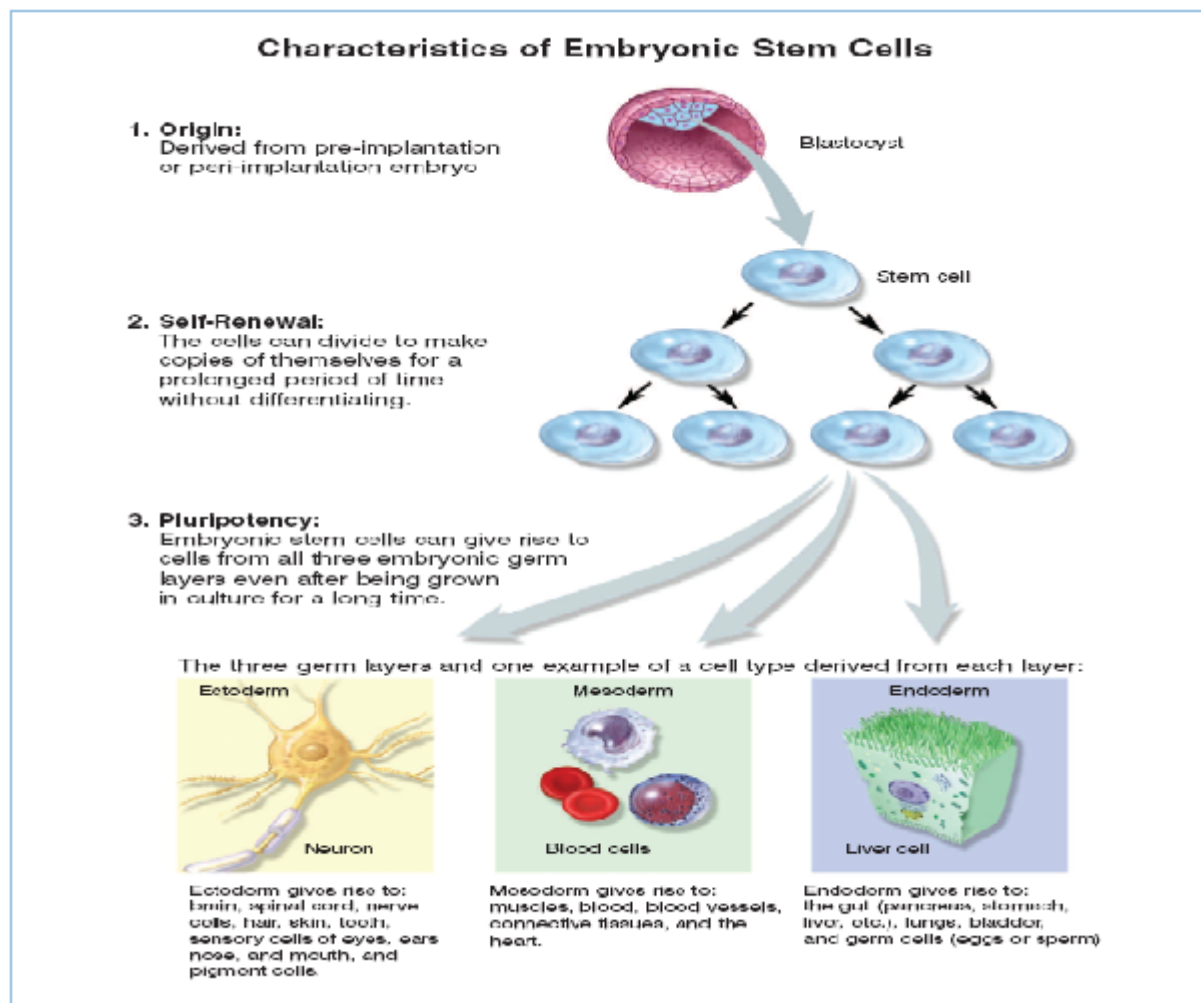 Characteristics of Embryonic Stem Cells
1. Origin:
Derived from pre-implantation
or peri-implantation embryo
Blastocyst
Stem cell
2. Self-Renewal:
The cells can divide to make
copies of themselves for a
prolonged period of time
without differentiating.
3. Pluripotency:
Embryonic stem cells can give rise to
cells from all three embryonic germ
layers even after being grown
in culture for a long time.
The three germ layers and one example of a cell type derived from each layer:
Ectoderm
Neuron
Mesoderm
Blood cells
Endoderm
Liver cell
Ectoderm gives rise to:
brain, spinal cord, nerve
cells, hair, skin, teeth,
sensory cells of eyes, ears
nose, and mouth, and
pigment cells.
Mesoderm gives rise to:
muscles, blood, blood vessels,
connective tissues, and the
heart.
Endoderm gives rise to:
the gut (pancreas, stomach,
liver, etc.), lungs, bladder,
and germ cells (eggs or sperm)